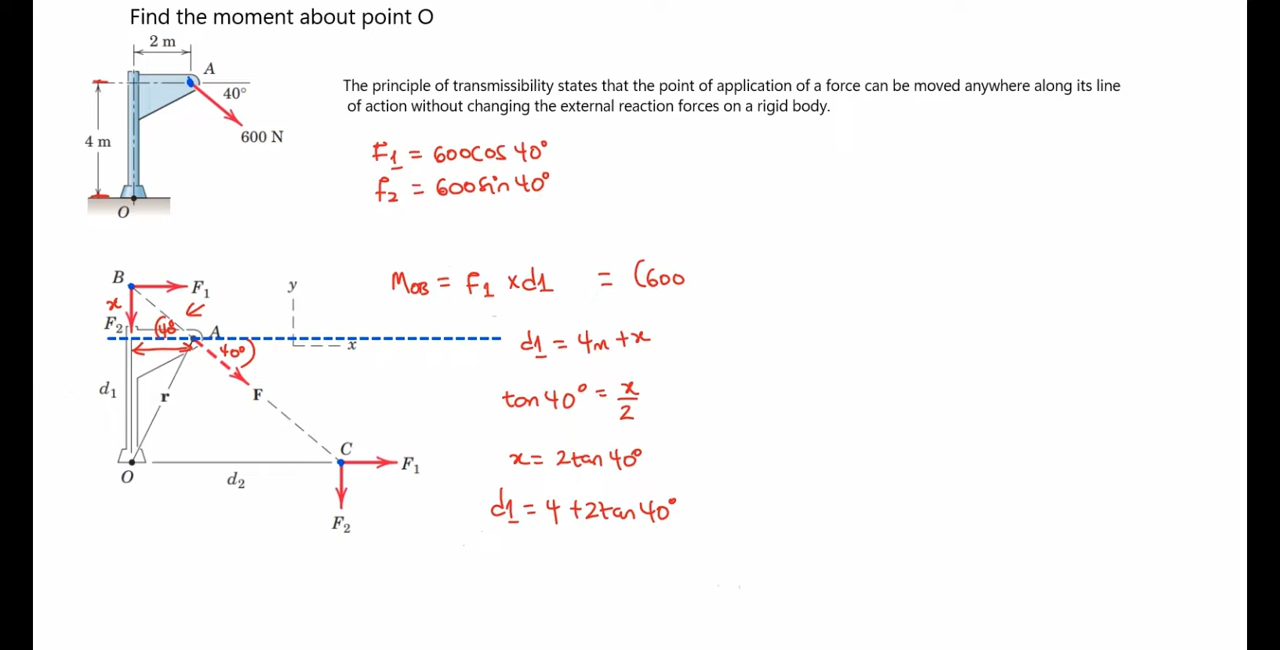 Find the moment about point O
2 m
A
40°
600 N
4 m
O
The principle of transmissibility states that the point of application of a force can be moved anywhere along its line
of action without changing the external reaction forces on a rigid body.
F1 = 600cos 40°
f2 = 600sin 40°
B
F1
x
F2
A
40°
y
x
d1
r
F
C
F1
O
d2
F2
MOB = F1 x d1 = (600
d1 = 4m + x
tan 40° = x/2
x = 2tan 40°
d1 = 4 + 2tan 40°